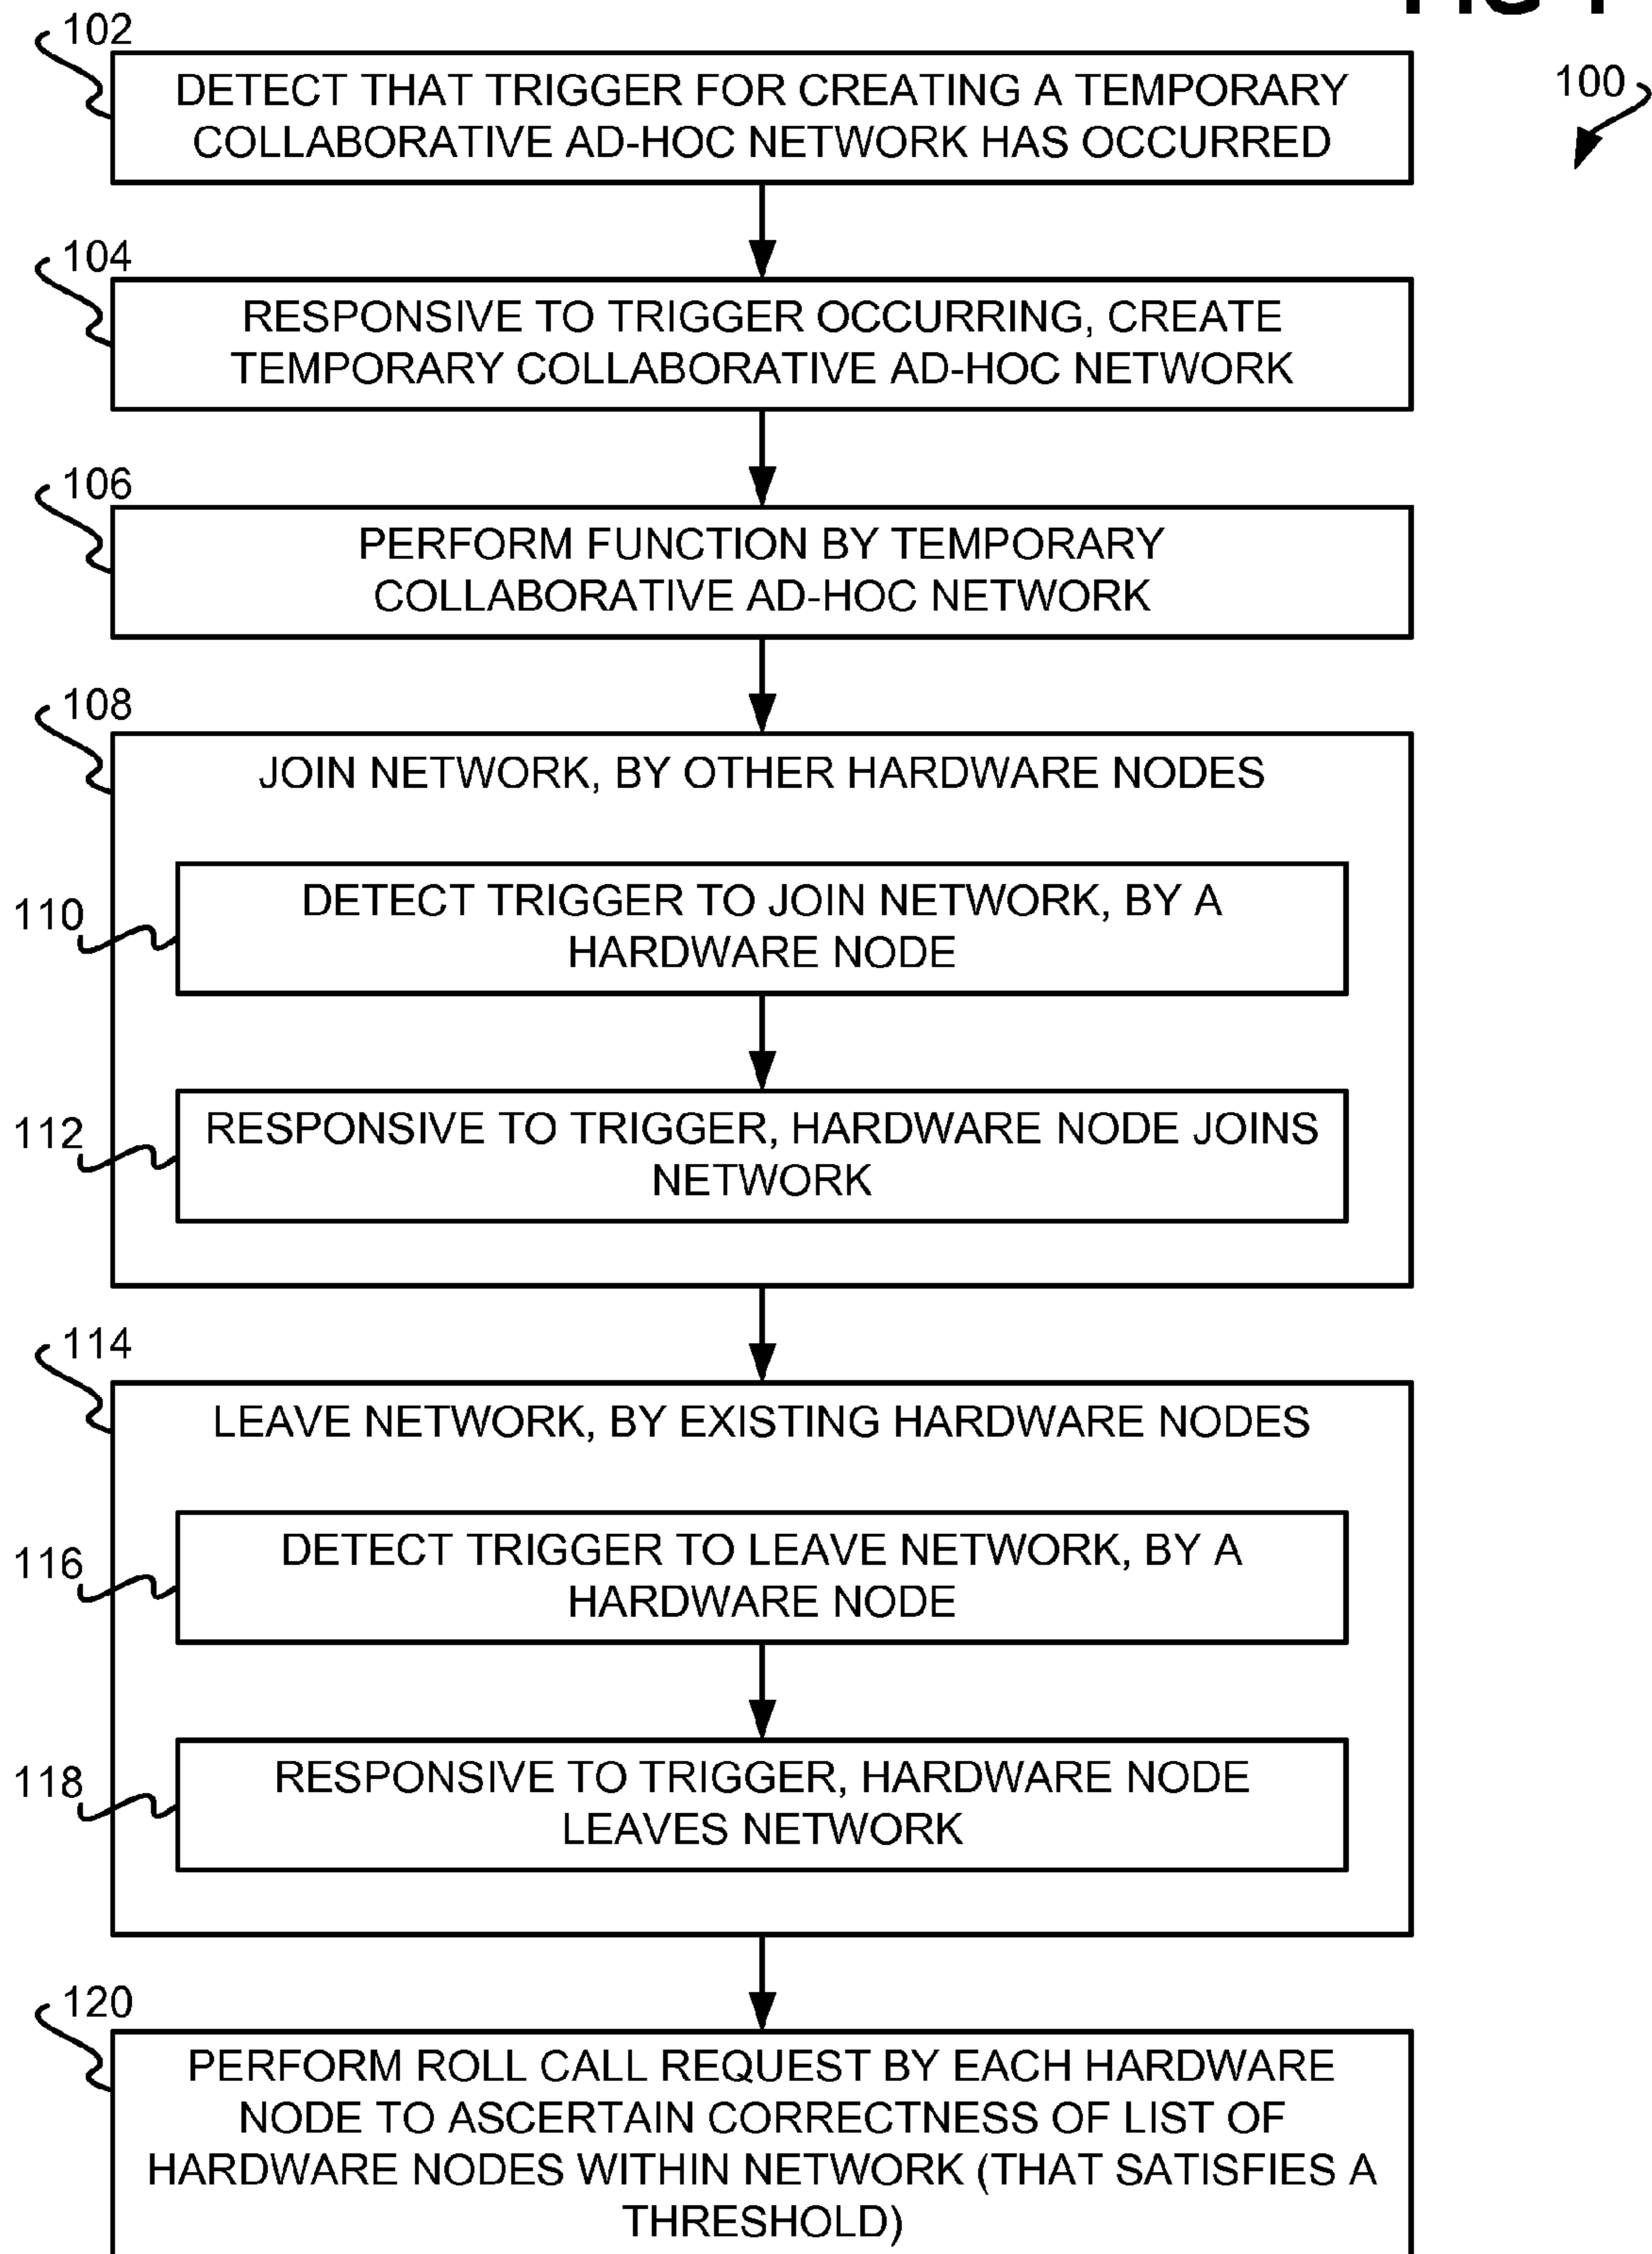 102
DETECT THAT TRIGGER FOR CREATING A TEMPORARY
COLLABORATIVE AD-HOC NETWORK HAS OCCURRED
100
104
RESPONSIVE TO TRIGGER OCCURRING, CREATE
TEMPORARY COLLABORATIVE AD-HOC NETWORK
106
PERFORM FUNCTION BY TEMPORARY
COLLABORATIVE AD-HOC NETWORK
108
JOIN NETWORK, BY OTHER HARDWARE NODES
110
DETECT TRIGGER TO JOIN NETWORK, BY A
HARDWARE NODE
112
RESPONSIVE TO TRIGGER, HARDWARE NODE JOINS
NETWORK
114
LEAVE NETWORK, BY EXISTING HARDWARE NODES
116
DETECT TRIGGER TO LEAVE NETWORK, BY A
HARDWARE NODE
118
RESPONSIVE TO TRIGGER, HARDWARE NODE
LEAVES NETWORK
120
PERFORM ROLL CALL REQUEST BY EACH HARDWARE
NODE TO ASCERTAIN CORRECTNESS OF LIST OF
HARDWARE NODES WITHIN NETWORK (THAT SATISFIES A
THRESHOLD)